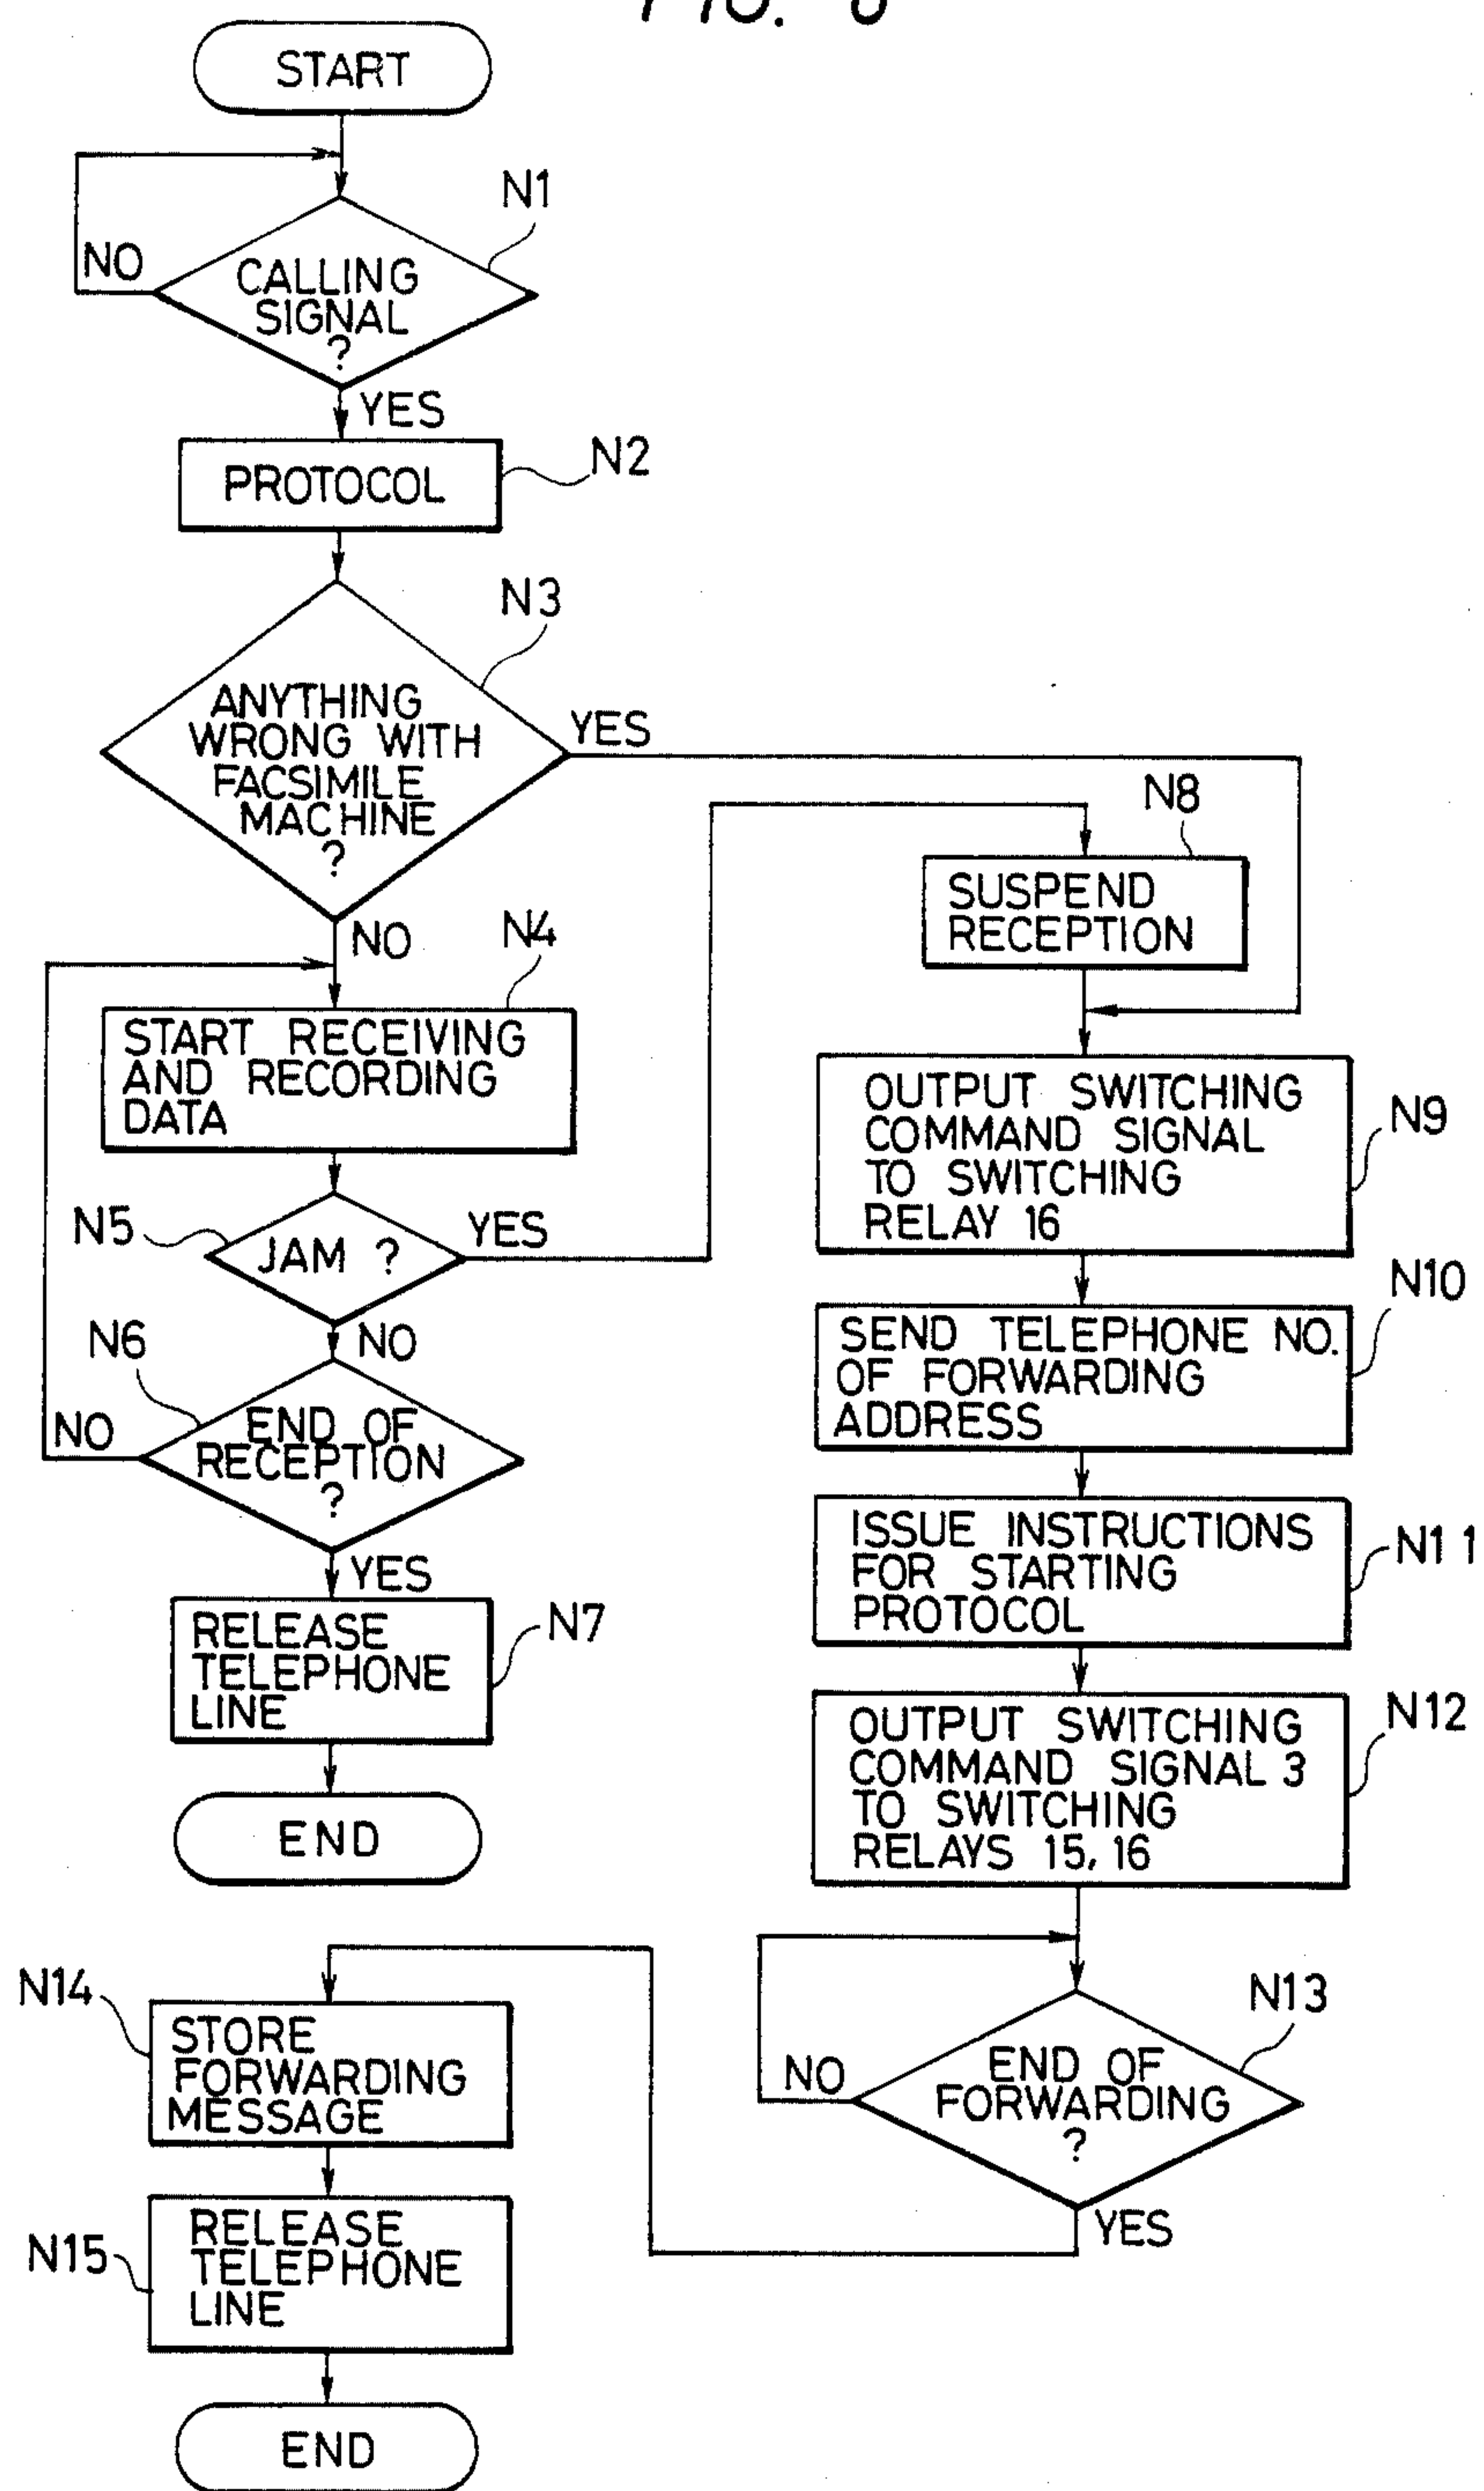 START
N1
NO
CALLING
SIGNAL
?
YES
PROTOCOL
N2
N3
ANYTHING
WRONG WITH
FACSIMILE
MACHINE
?
YES
NO
N4
START RECEIVING
AND RECORDING
DATA
N5
JAM ?
YES
NO
N6
END OF
RECEPTION
?
NO
YES
RELEASE
TELEPHONE
LINE
N7
END
N8
SUSPEND
RECEPTION
OUTPUT SWITCHING
COMMAND SIGNAL
TO SWITCHING
RELAY 16
N9
N10
SEND TELEPHONE NO.
OF FORWARDING
ADDRESS
ISSUE INSTRUCTIONS
FOR STARTING
PROTOCOL
N11
OUTPUT SWITCHING
COMMAND SIGNAL 3
TO SWITCHING
RELAYS 15, 16
N12
N13
END OF
FORWARDING
?
NO
YES
N14
STORE
FORWARDING
MESSAGE
N15
RELEASE
TELEPHONE
LINE
END